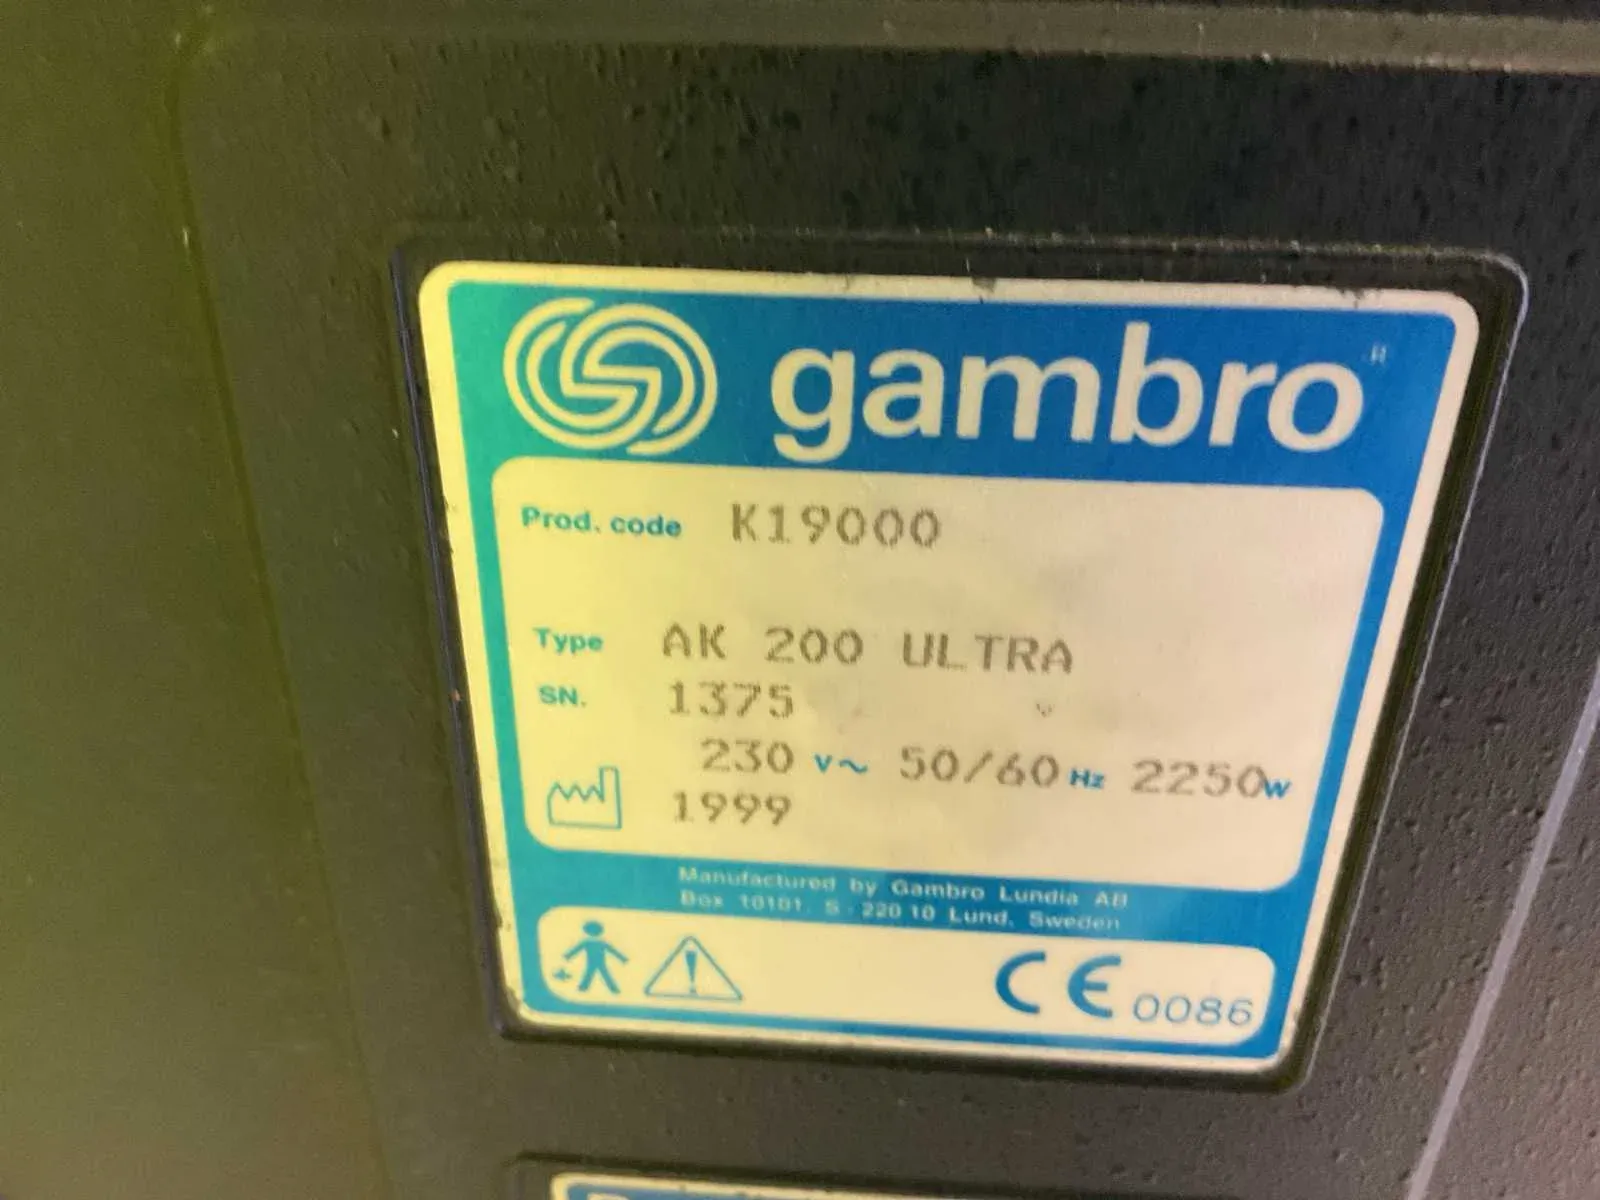 gambro®
Prod. code K19000
Type AK 200 ULTRA
SN. 1375
230 V~ 50/60 Hz 2250W
1999
Manufactured by Gambro Lundia AB
Box 10101, S-220 10 Lund, Sweden
CE 0086